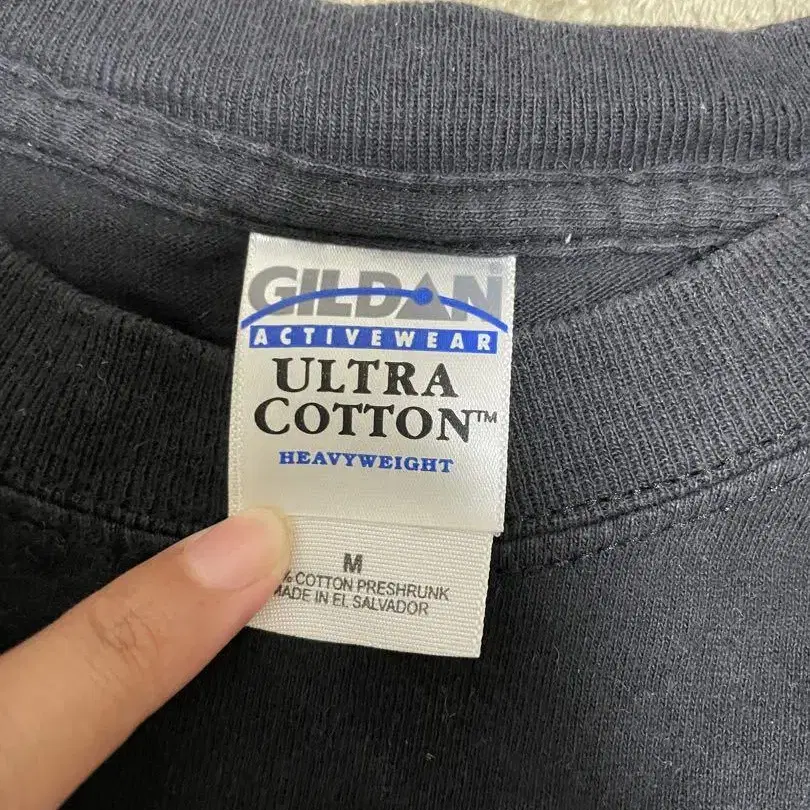 GILDAN
ACTIVEWEAR
ULTRA
COTTON™
HEAVYWEIGHT
M
% COTTON PRESHRUNK
MADE IN EL SALVADOR